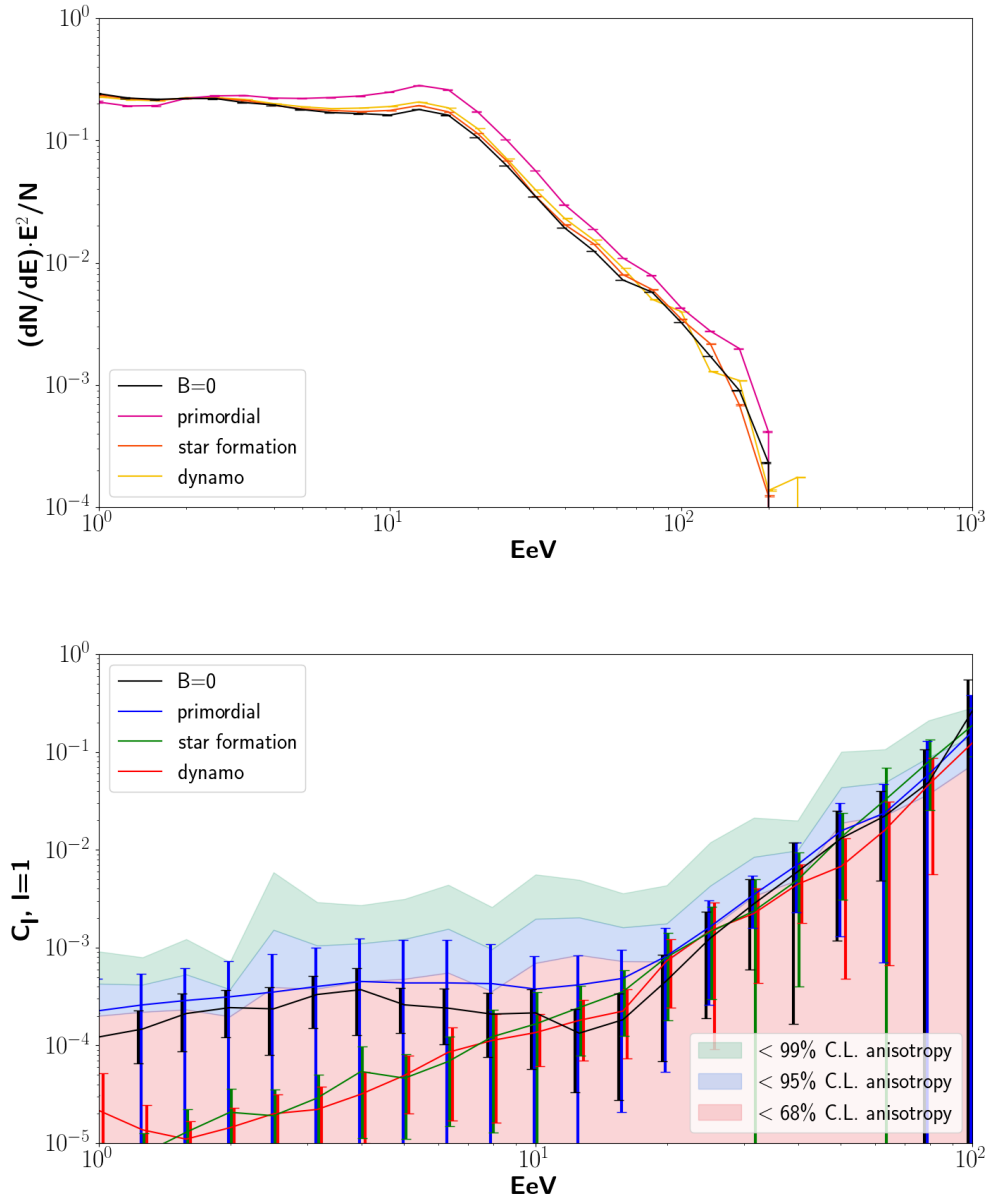 10^0
10^-1
10^-2
10^-3
10^-4
(dN/dE)·E^2/N
B=0
primordial
star formation
dynamo
10^0 10^1 10^2 10^3
EeV
10^0
10^-1
10^-2
10^-3
10^-4
10^-5
C_l, l=1
B=0
primordial
star formation
dynamo
< 99% C.L. anisotropy
< 95% C.L. anisotropy
< 68% C.L. anisotropy
10^0 10^1 10^2
EeV